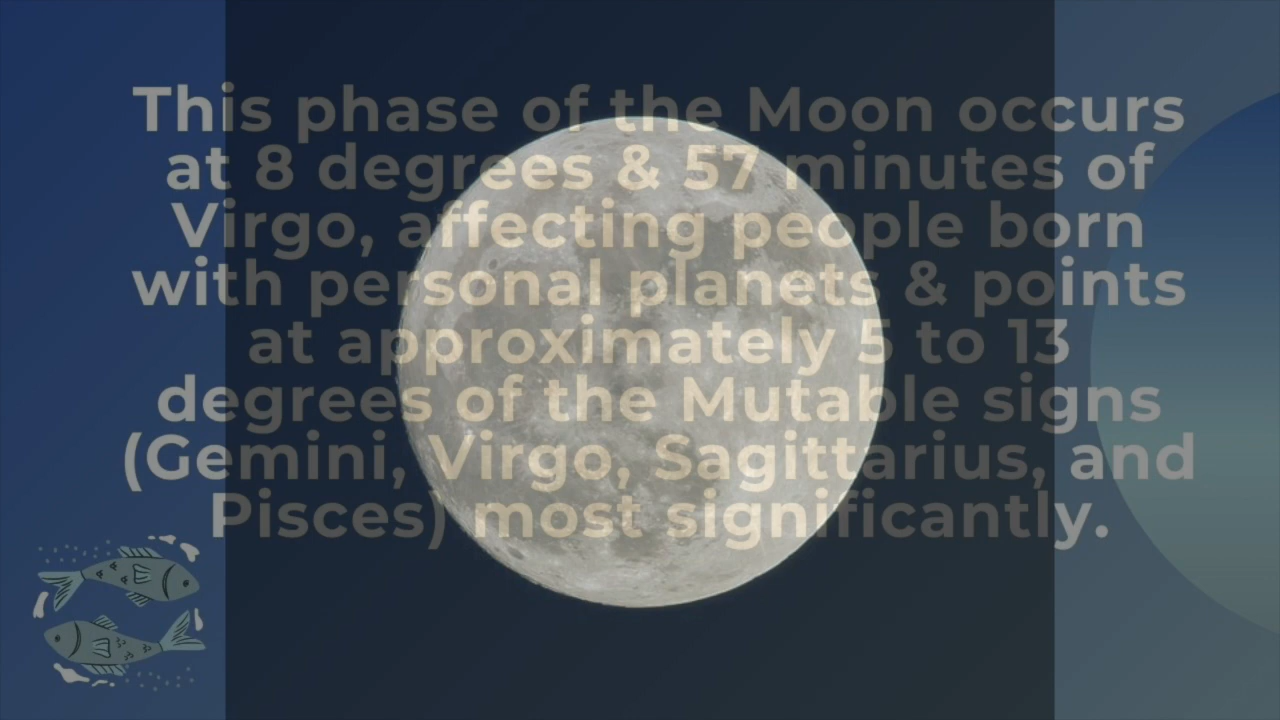 This phase of the Moon occurs
at 8 degrees & 57 minutes of
Virgo, affecting people born
with personal planets & points
at approximately 5 to 13
degrees of the Mutable signs
(Gemini, Virgo, Sagittarius, and
Pisces) most significantly.